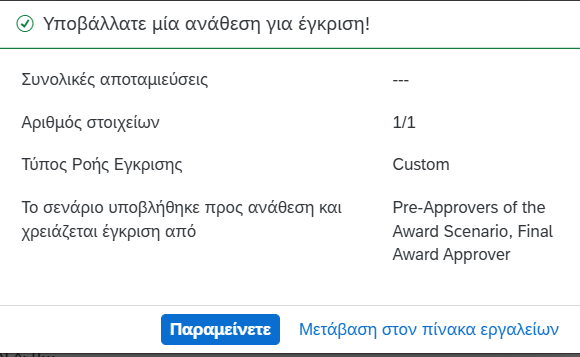 Υποβάλλατε μία ανάθεση για έγκριση!
Συνολικές αποταμιεύσεις ---
Αριθμός στοιχείων 1/1
Τύπος Ροής Εγκρισης Custom
Το σενάριο υποβλήθηκε προς ανάθεση και Pre-Approvers of the
χρειάζεται έγκριση από Award Scenario, Final
Award Approver
Παραμείνετε Μετάβαση στον πίνακα εργαλείων